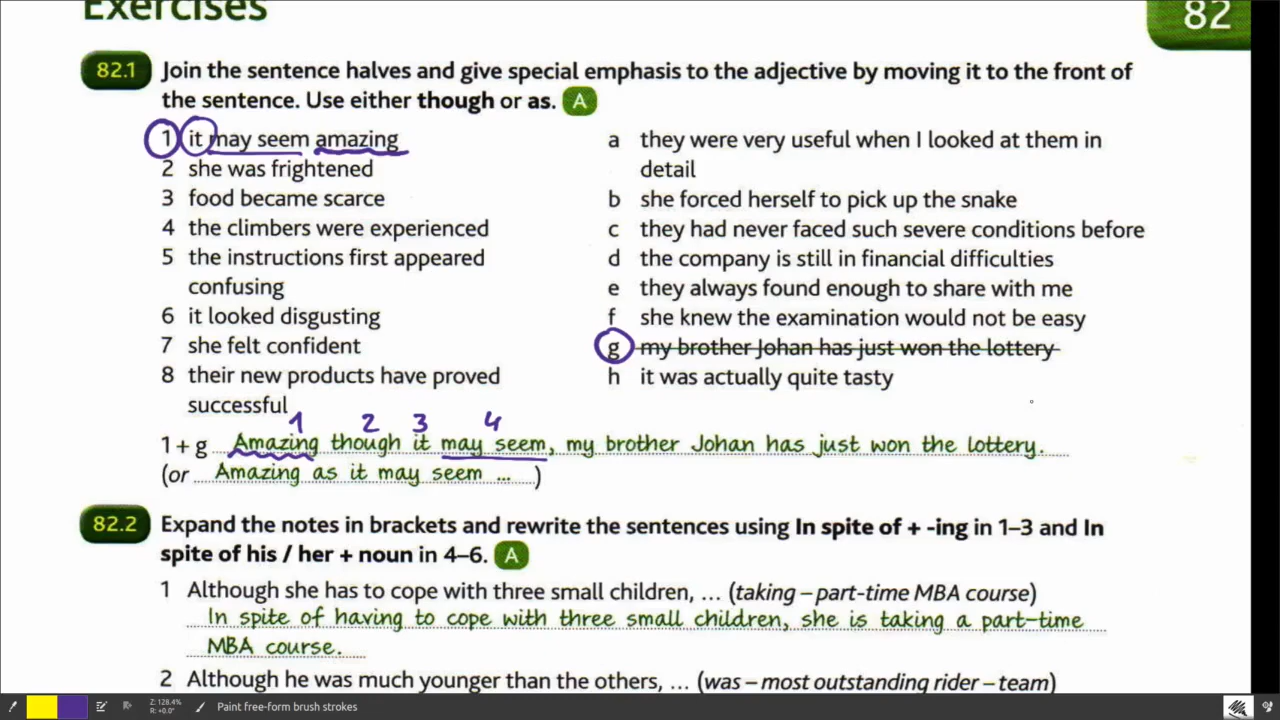 Exercises
82
82.1 Join the sentence halves and give special emphasis to the adjective by moving it to the front of
the sentence. Use either though or as. A
1 it may seem amazing
2 she was frightened
3 food became scarce
4 the climbers were experienced
5 the instructions first appeared
confusing
6 it looked disgusting
7 she felt confident
8 their new products have proved
successful
a they were very useful when I looked at them in
detail
b she forced herself to pick up the snake
c they had never faced such severe conditions before
d the company is still in financial difficulties
e they always found enough to share with me
f she knew the examination would not be easy
g my brother Johan has just won the lottery
h it was actually quite tasty
1 2 3 4
1 + g Amazing though it may seem, my brother Johan has just won the lottery.
(or Amazing as it may seem ... )
82.2 Expand the notes in brackets and rewrite the sentences using In spite of + -ing in 1–3 and In
spite of his / her + noun in 4–6. A
1 Although she has to cope with three small children, … (taking – part-time MBA course)
In spite of having to cope with three small children, she is taking a part-time
MBA course.
2 Although he was much younger than the others, … (was – most outstanding rider – team)
Z: 128.4%
R: +0.0°
Paint free-form brush strokes